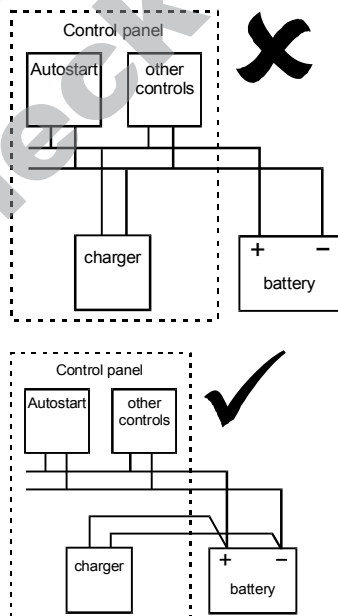 Control panel
Autostart
other
controls
charger
+ −
battery
Control panel
Autostart
other
controls
charger
+ −
battery